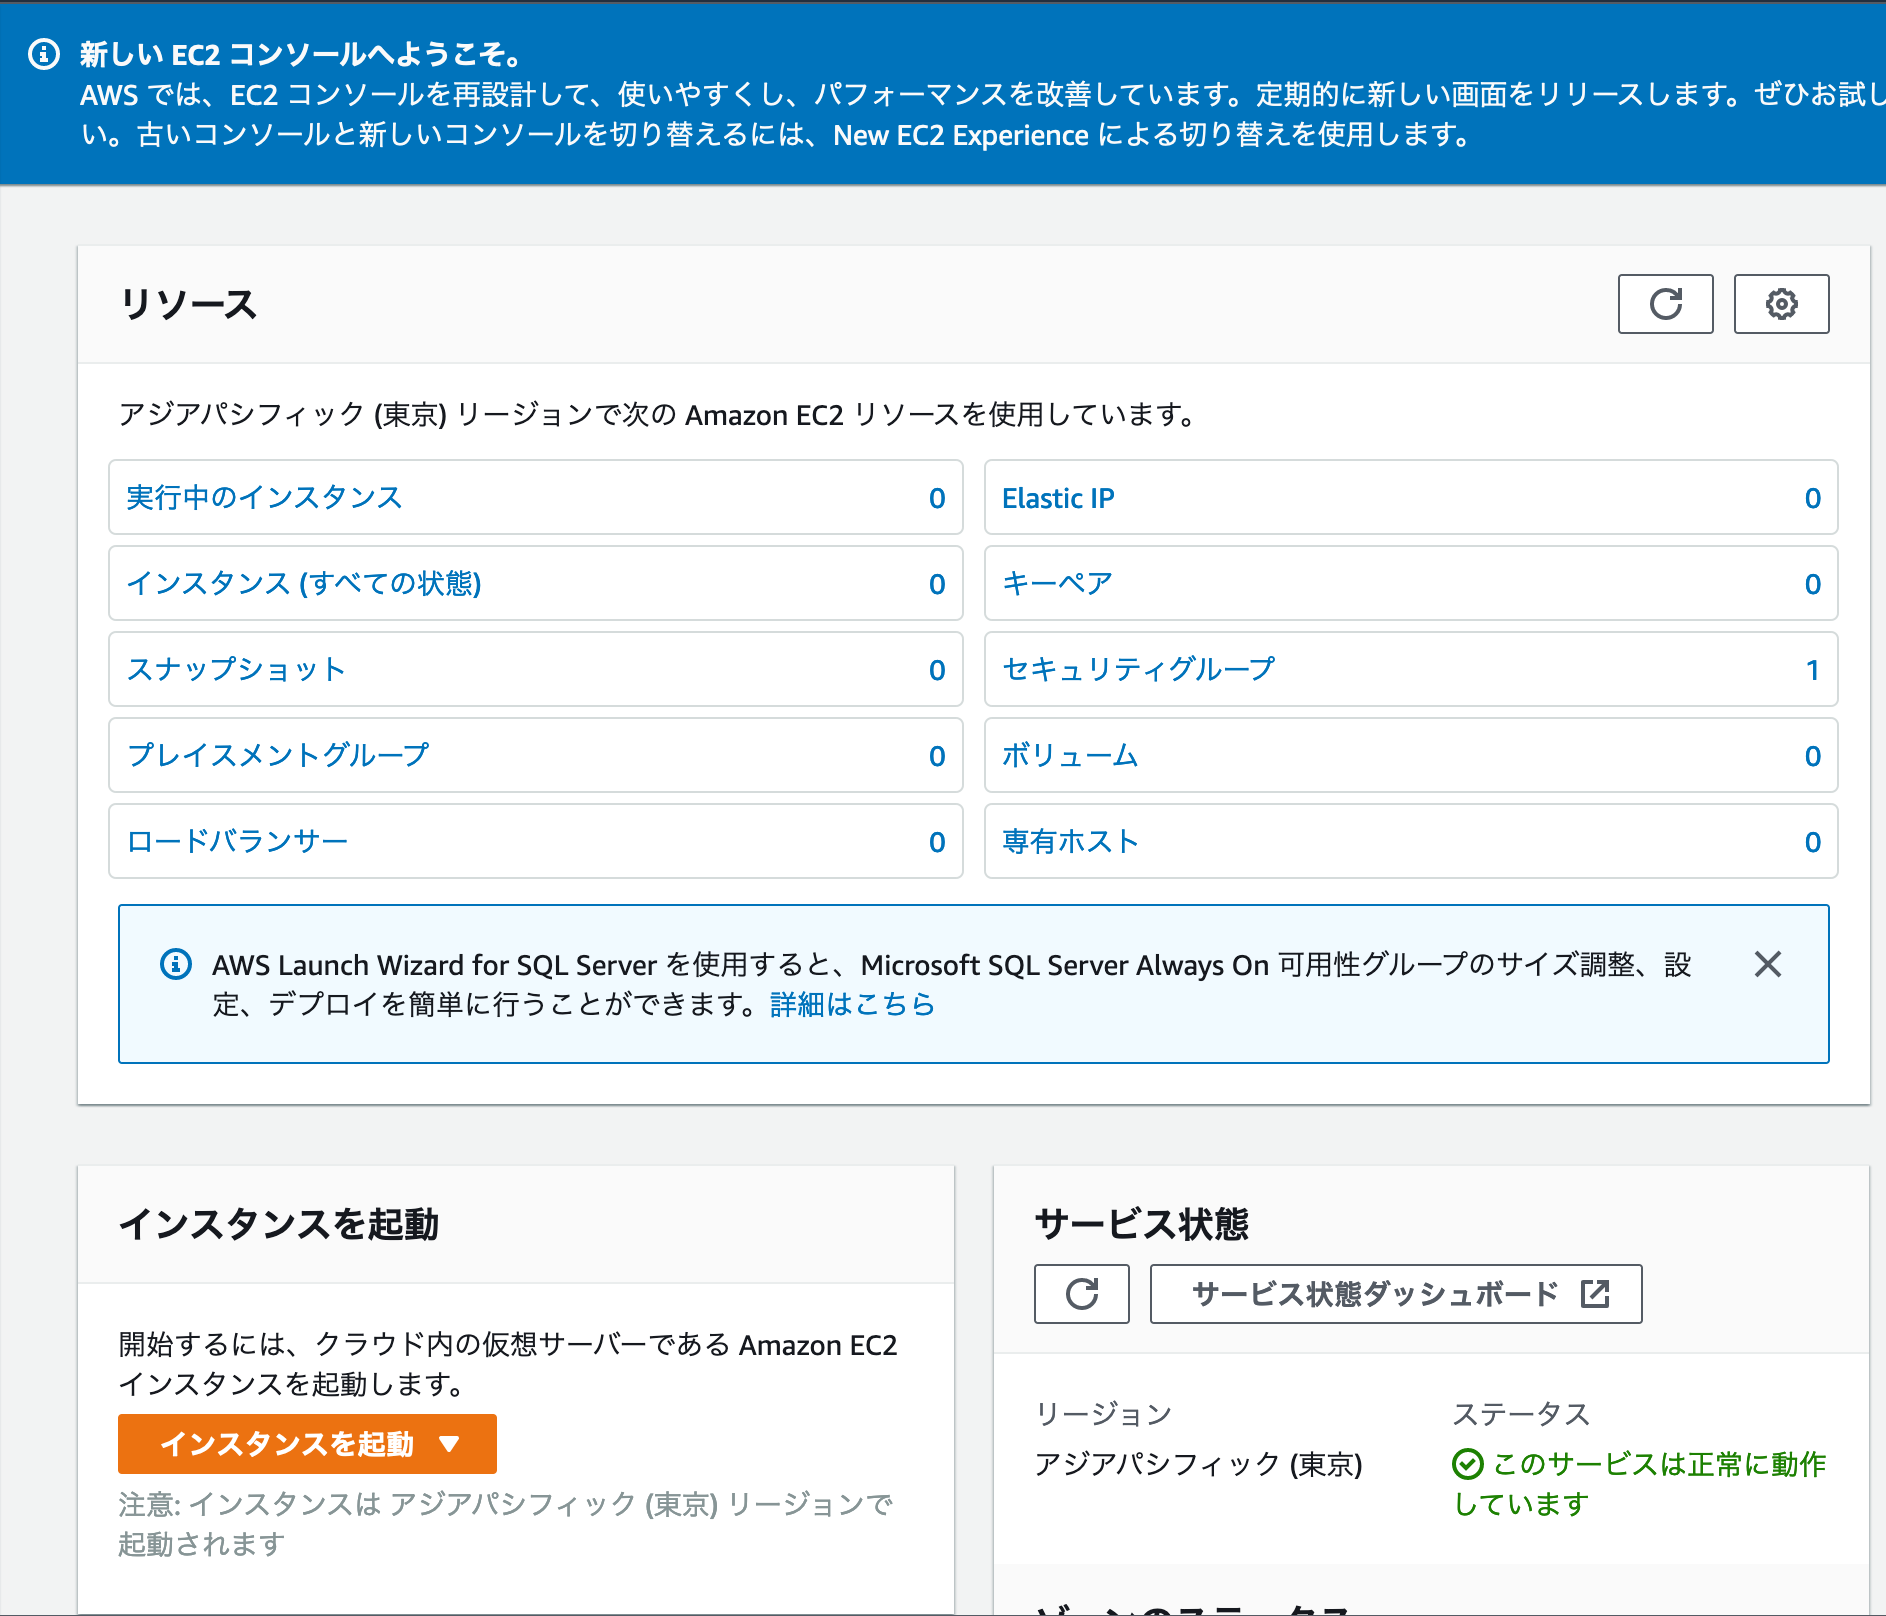 新しい EC2 コンソールへようこそ。
AWS では、EC2 コンソールを再設計して、使いやすくし、パフォーマンスを改善しています。定期的に新しい画面をリリースします。ぜひお試し
い。古いコンソールと新しいコンソールを切り替えるには、New EC2 Experience による切り替えを使用します。
リソース
アジアパシフィック (東京) リージョンで次の Amazon EC2 リソースを使用しています。
実行中のインスタンス 0
Elastic IP 0
インスタンス (すべての状態) 0
キーペア 0
スナップショット 0
セキュリティグループ 1
プレイスメントグループ 0
ボリューム 0
ロードバランサー 0
専有ホスト 0
AWS Launch Wizard for SQL Server を使用すると、Microsoft SQL Server Always On 可用性グループのサイズ調整、設
定、デプロイを簡単に行うことができます。詳細はこちら
インスタンスを起動
開始するには、クラウド内の仮想サーバーである Amazon EC2
インスタンスを起動します。
インスタンスを起動
注意: インスタンスは アジアパシフィック (東京) リージョンで
起動されます
サービス状態
サービス状態ダッシュボード
リージョン
アジアパシフィック (東京)
ステータス
このサービスは正常に動作
しています
ゾーンのステータス